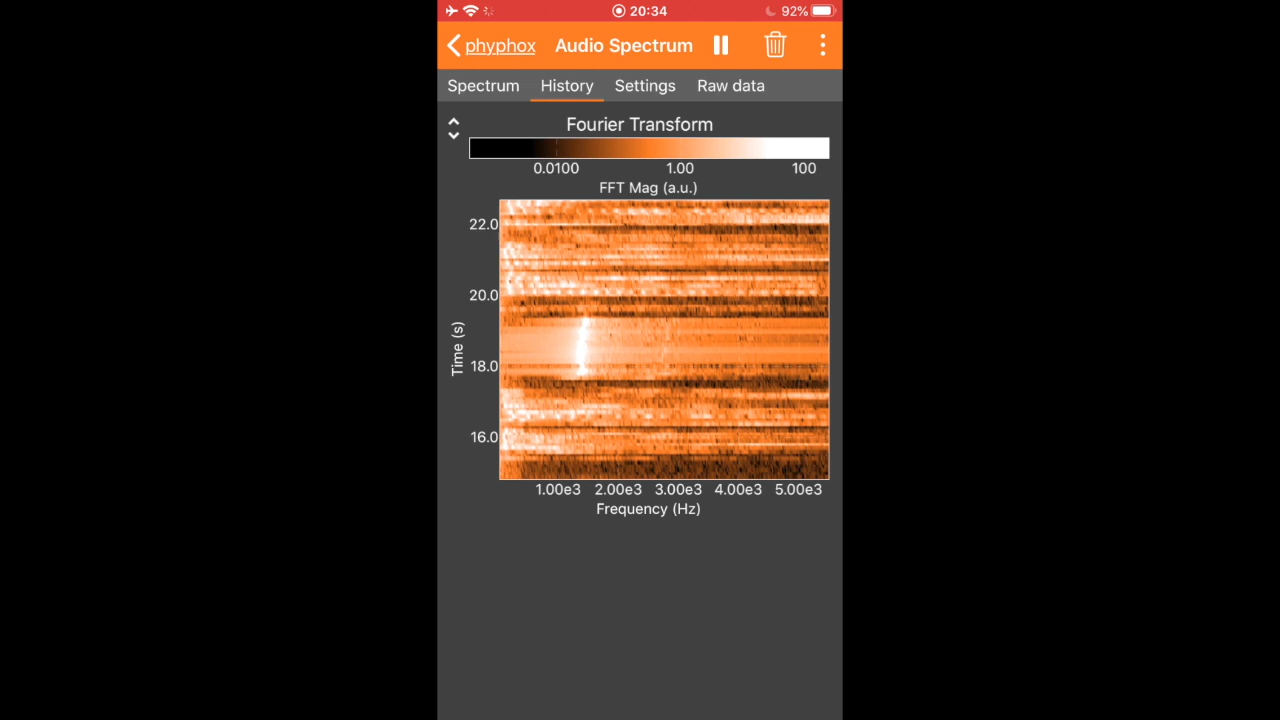 20:34 92%
phyphox Audio Spectrum
Spectrum History Settings Raw data
Fourier Transform
0.0100 1.00 100
FFT Mag (a.u.)
22.0
20.0
18.0
16.0
Time (s)
1.00e3 2.00e3 3.00e3 4.00e3 5.00e3
Frequency (Hz)